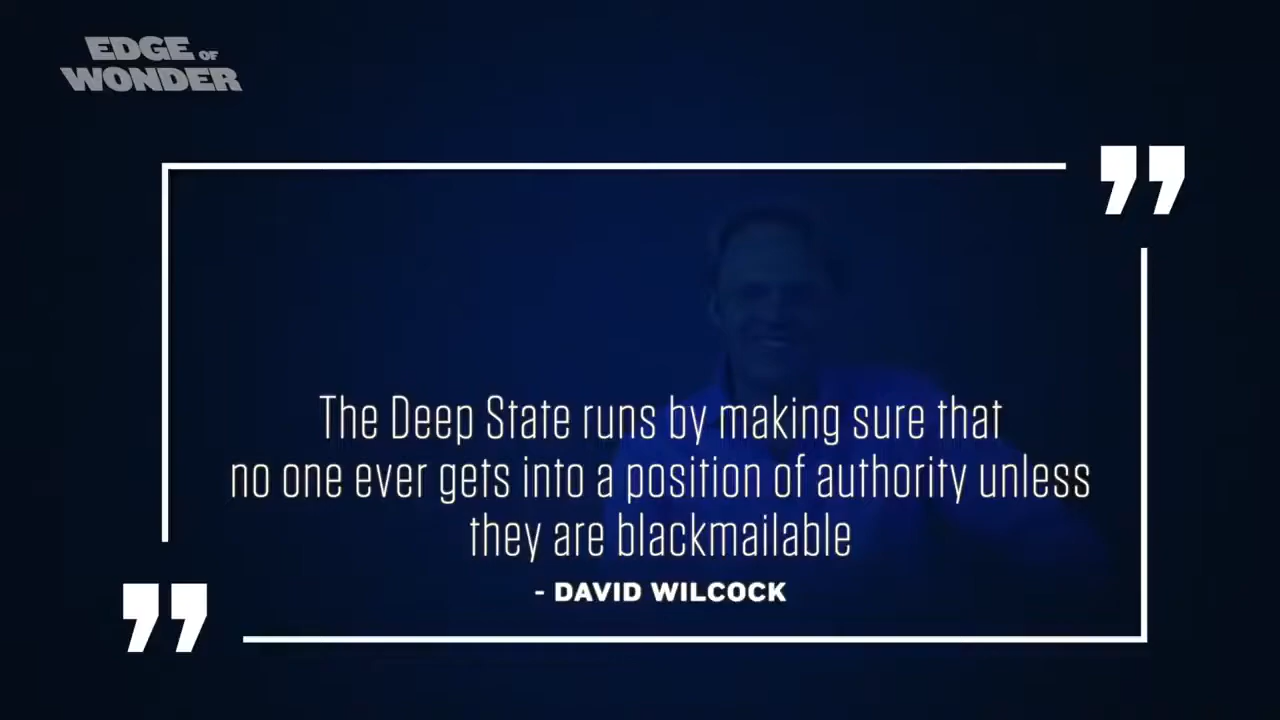 EDGE OF
WONDER
The Deep State runs by making sure that
no one ever gets into a position of authority unless
they are blackmailable
- DAVID WILCOCK